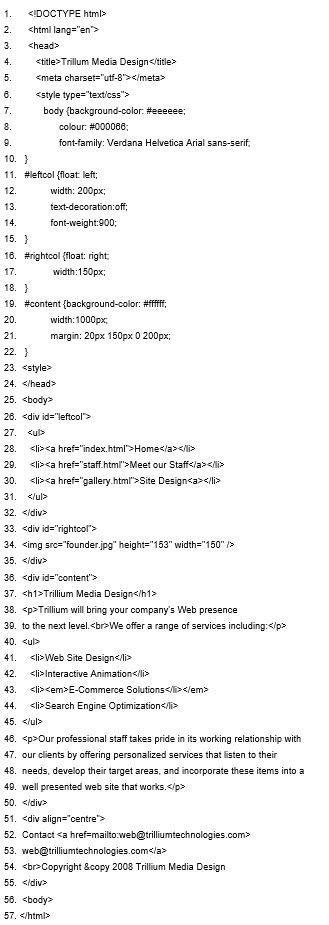 1. <!DOCTYPE html>
2. <html lang="en">
3. <head>
4. <title>Trillum Media Design</title>
5. <meta charset="utf-8"></meta>
6. <style type="text/css">
7. body {background-color: #eeeeee;
8. colour: #000066;
9. font-family: Verdana Helvetica Arial sans-serif;
10. }
11. #leftcol {float: left;
12. width: 200px;
13. text-decoration:off;
14. font-weight:900;
15. }
16. #rightcol {float: right;
17. width:150px;
18. }
19. #content {background-color: #ffffff;
20. width:1000px;
21. margin: 20px 150px 0 200px;
22. }
23. <style>
24. </head>
25. <body>
26. <div id="leftcol">
27. <ul>
28. <li><a href="index.html">Home</a></li>
29. <li><a href="staff.html">Meet our Staff</a></li>
30. <li><a href="gallery.html">Site Design<a></li>
31. </ul>
32. </div>
33. <div id="rightcol">
34. <img src="founder.jpg" height="153" width="150" />
35. </div>
36. <div id="content">
37. <h1>Trillium Media Design</h1>
38. <p>Trillium will bring your company's Web presence
39. to the next level.<br>We offer a range of services including:</p>
40. <ul>
41. <li>Web Site Design</li>
42. <li>Interactive Animation</li>
43. <li><em>E-Commerce Solutions</li></em>
44. <li>Search Engine Optimization</li>
45. </ul>
46. <p>Our professional staff takes pride in its working relationship with
47. our clients by offering personalized services that listen to their
48. needs, develop their target areas, and incorporate these items into a
49. well presented web site that works.</p>
50. </div>
51. <div align="centre">
52. Contact <a href=mailto:web@trilliumtechnologies.com>
53. web@trilliumtechnologies.com</a>
54. <br>Copyright &copy 2008 Trillium Media Design
55. </div>
56. <body>
57. </html>